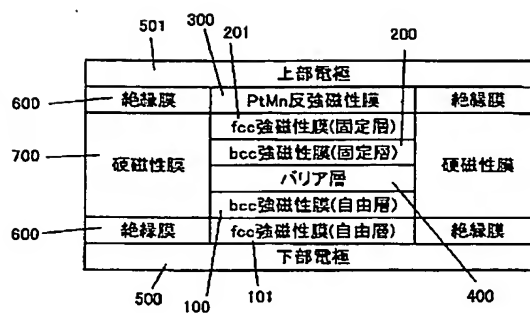 300 201
501 200
上部電極
600 絶縁膜 PtMn反強磁性膜 絶縁膜
fcc強磁性膜(固定層)
700 硬磁性膜 bcc強磁性膜(固定層) 硬磁性膜
バリア層
bcc強磁性膜(自由層)
600 絶縁膜 fcc強磁性膜(自由層) 絶縁膜
下部電極
500 100 101 400